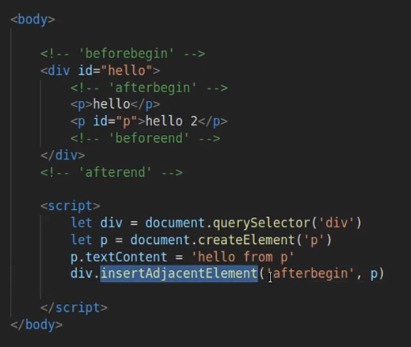 <body>
<!-- 'beforebegin' -->
<div id="hello">
<!-- 'afterbegin' -->
<p>hello</p>
<p id="p">hello 2</p>
<!-- 'beforeend' -->
</div>
<!-- 'afterend' -->
<script>
let div = document.querySelector('div')
let p = document.createElement('p')
p.textContent = 'hello from p'
div.insertAdjacentElement('afterbegin', p)
</script>
</body>